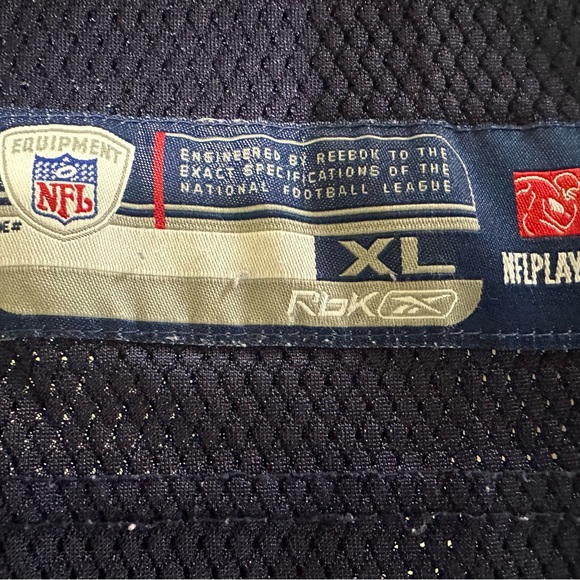 EQUIPMENT
NFL
ENGINEERED BY REEBOK TO THE
EXACT SPECIFICATIONS OF THE
NATIONAL FOOTBALL LEAGUE
E#
XL
RbK
NFLPLAY